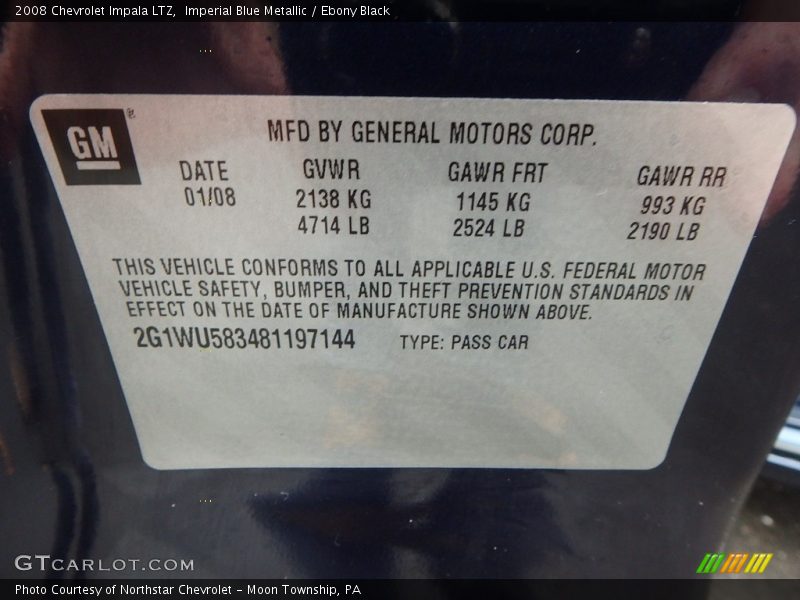 2008 Chevrolet Impala LTZ,  Imperial Blue Metallic / Ebony Black
GM
MFD BY GENERAL MOTORS CORP.
DATE GVWR GAWR FRT GAWR RR
01/08 2138 KG 1145 KG 993 KG
4714 LB 2524 LB 2190 LB
THIS VEHICLE CONFORMS TO ALL APPLICABLE U.S. FEDERAL MOTOR
VEHICLE SAFETY, BUMPER, AND THEFT PREVENTION STANDARDS IN
EFFECT ON THE DATE OF MANUFACTURE SHOWN ABOVE.
2G1WU583481197144 TYPE: PASS CAR
GTCARLOT.COM
Photo Courtesy of Northstar Chevrolet – Moon Township, PA